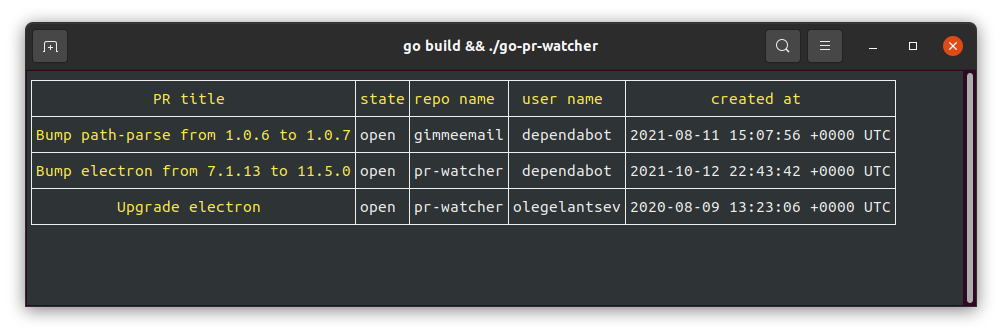 go build && ./go-pr-watcher
PR title state repo name user name created at
Bump path-parse from 1.0.6 to 1.0.7 open gimmeemail dependabot 2021-08-11 15:07:56 +0000 UTC
Bump electron from 7.1.13 to 11.5.0 open pr-watcher dependabot 2021-10-12 22:43:42 +0000 UTC
Upgrade electron open pr-watcher olegelantsev 2020-08-09 13:23:06 +0000 UTC